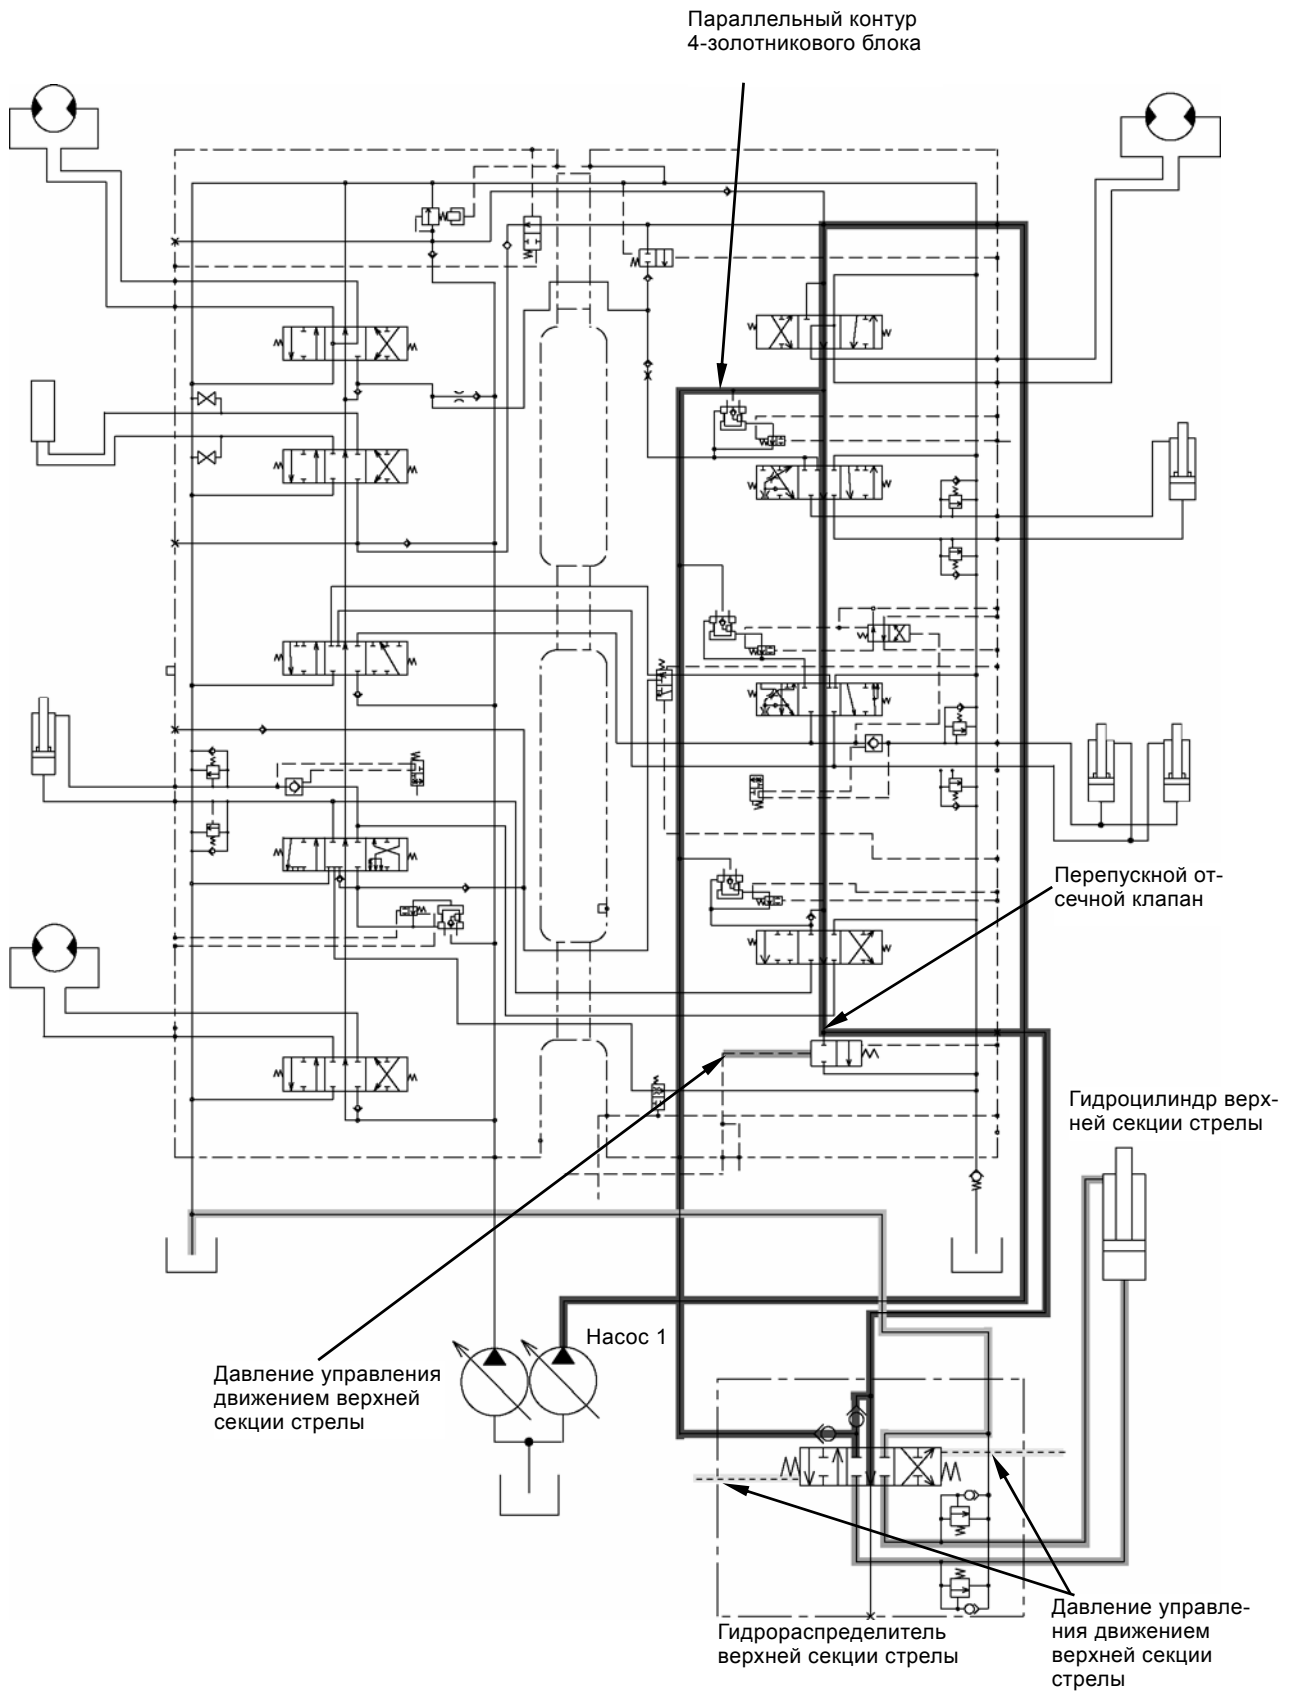 Параллельный контур
4-золотникового блока
Перепускной от-
сечной клапан
Гидроцилиндр верх-
ней секции стрелы
Насос 1
Давление управления
движением верхней
секции стрелы
Гидрораспределитель
верхней секции стрелы
Давление управле-
ния движением
верхней секции
стрелы